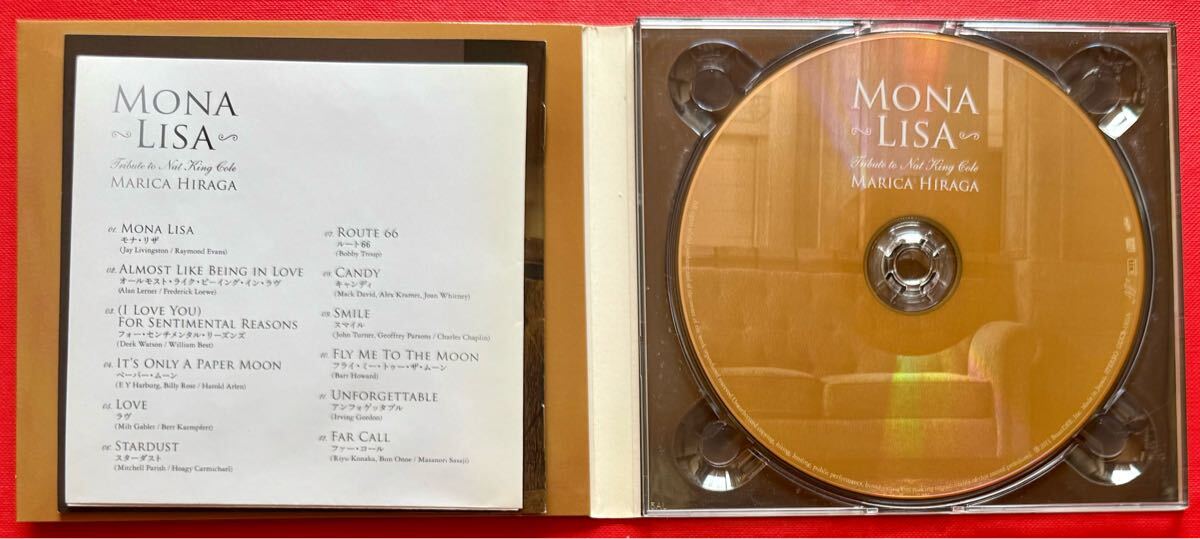 MONA
LISA
Tribute to Nat King Cole
MARICA HIRAGA
01. MONA LISA
モナ・リザ
(Jay Livingston / Raymond Evans)
02. ALMOST LIKE BEING IN LOVE
オールモスト・ライク・ビーイング・イン・ラヴ
(Alan Lerner / Frederick Loewe)
03. (I LOVE YOU)
FOR SENTIMENTAL REASONS
フォー・センチメンタル・リーズンズ
(Deek Watson / William Best)
04. IT'S ONLY A PAPER MOON
ペーパー・ムーン
(E Y Harburg, Billy Rose / Harold Arlen)
05. LOVE
ラヴ
(Milt Gabler / Bert Kaempfert)
06. STARDUST
スターダスト
(Mitchell Parish / Hoagy Carmichael)
07. ROUTE 66
ルート66
(Bobby Troup)
08. CANDY
キャンディ
(Mack David, Alex Kramer, Joan Whitney)
09. SMILE
スマイル
(John Turner, Geoffrey Parsons / Charles Chaplin)
10. FLY ME TO THE MOON
フライ・ミー・トゥー・ザ・ムーン
(Bart Howard)
11. UNFORGETTABLE
アンフォゲッタブル
(Irving Gordon)
12. FAR CALL
ファー・コール
(Riyu Konaka, Bun Onoe / Masanori Sasaji)
MONA
LISA
Tribute to Nat King Cole
MARICA HIRAGA